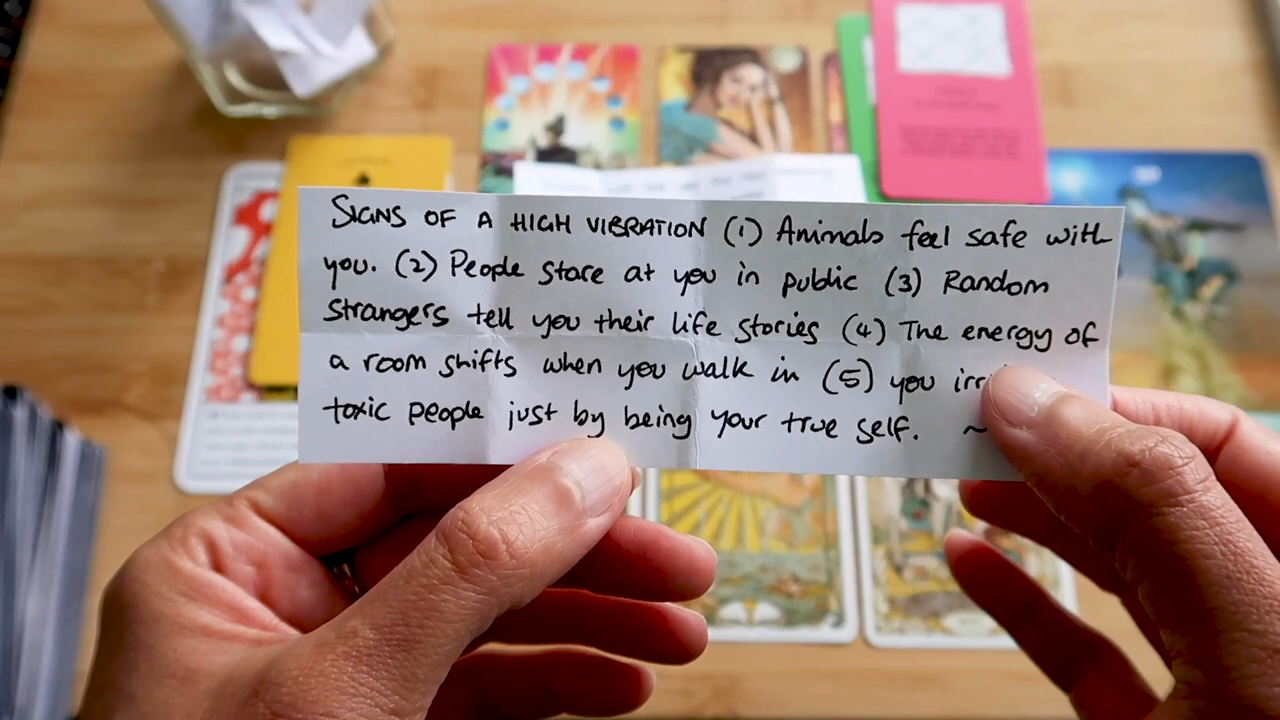 SIGNS OF A HIGH VIBRATION (1) Animals feel safe with
you. (2) People stare at you in public (3) Random
strangers tell you their life stories (4) The energy of
a room shifts when you walk in (5) you
toxic people just by being your true self. ~